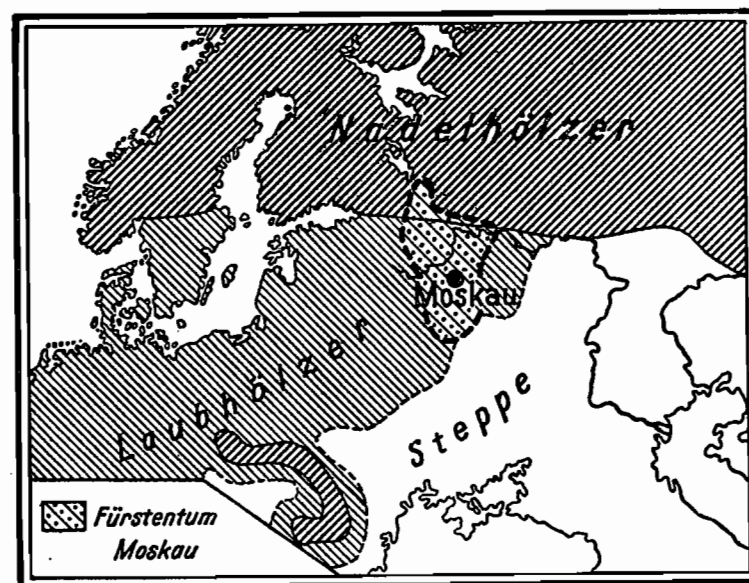 Nadelhölzer
Moskau
Laubhölzer
Steppe
Fürstentum
Moskau